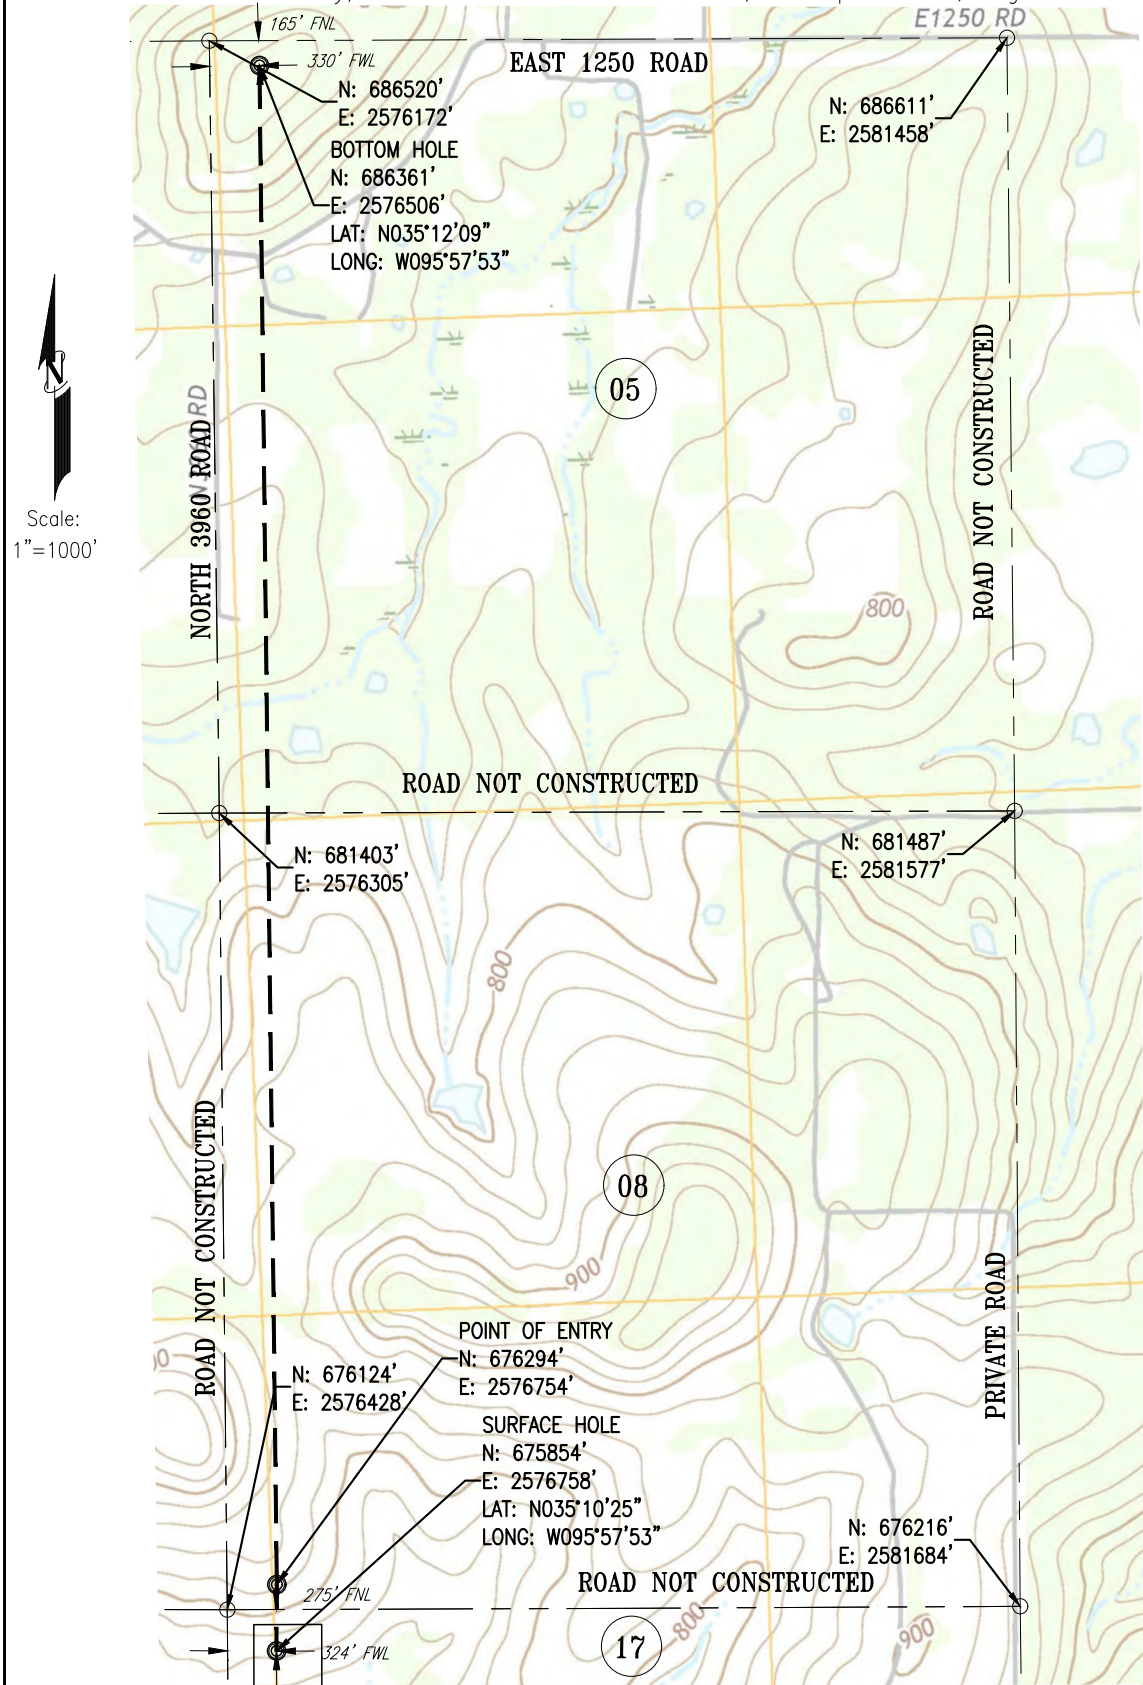 165' FNL
E1250 RD
330' FWL
EAST 1250 ROAD
N: 686520'
E: 2576172'
N: 686611'
E: 2581458'
BOTTOM HOLE
N: 686361'
E: 2576506'
LAT: N035°12'09"
LONG: W095°57'53"
05
NORTH 3960 ROAD
RD
ROAD NOT CONSTRUCTED
Scale:
1"=1000'
800
ROAD NOT CONSTRUCTED
N: 681403'
E: 2576305'
N: 681487'
E: 2581577'
800
08
ROAD NOT CONSTRUCTED
900
PRIVATE ROAD
POINT OF ENTRY
N: 676294'
E: 2576754'
N: 676124'
E: 2576428'
SURFACE HOLE
N: 675854'
E: 2576758'
LAT: N035°10'25"
LONG: W095°57'53"
N: 676216'
E: 2581684'
275' FNL
ROAD NOT CONSTRUCTED
324' FWL
17
800
900